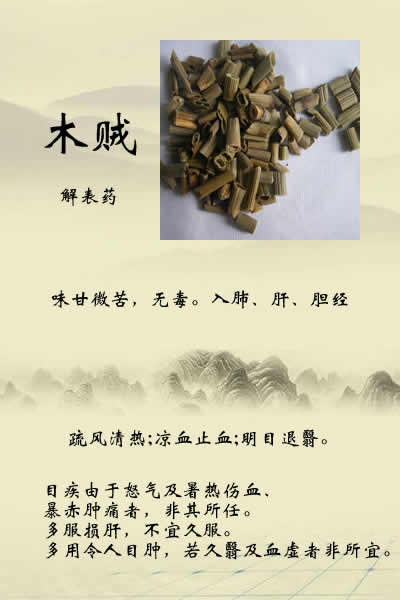 木贼
解表药
味甘微苦，无毒。入肺、肝、胆经
疏风清热;凉血止血;明目退翳。
目疾由于怒气及暑热伤血、
暴赤肿痛者，非其所任。
多服损肝，不宜久服。
多用令人目肿，若久翳及血虚者非所宜。